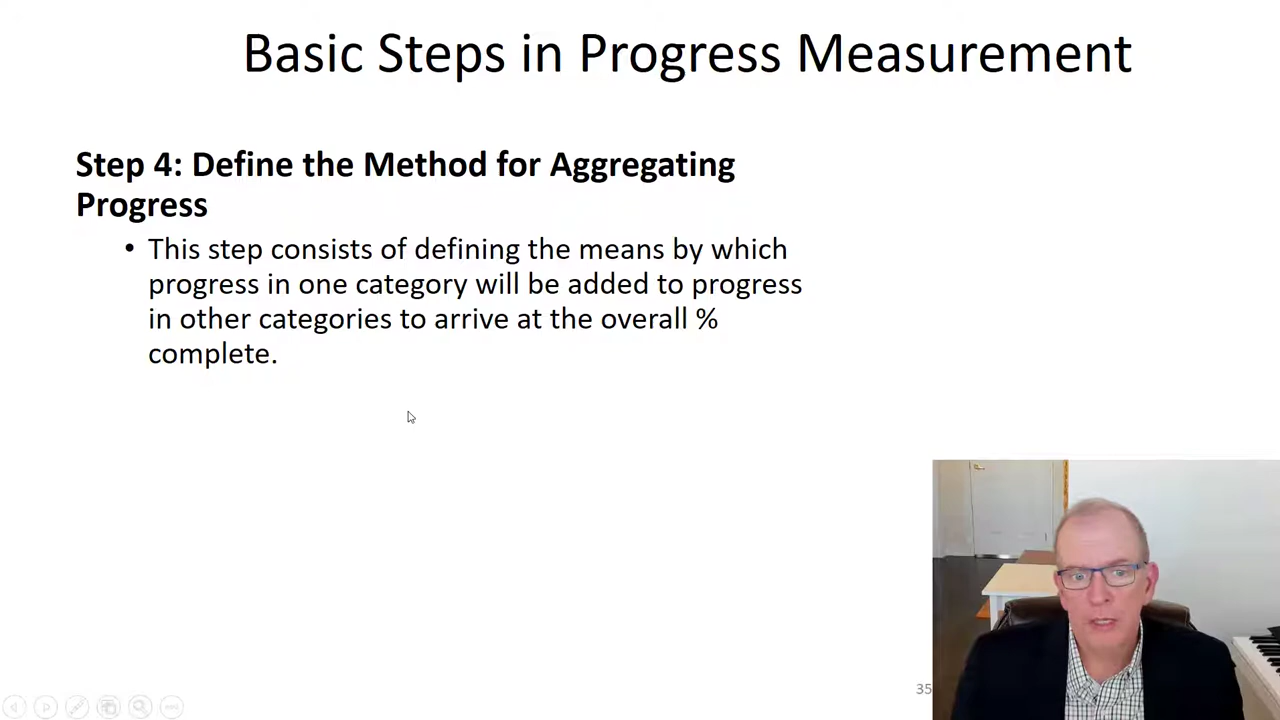 Basic Steps in Progress Measurement
Step 4: Define the Method for Aggregating
Progress
• This step consists of defining the means by which
progress in one category will be added to progress
in other categories to arrive at the overall %
complete.
35